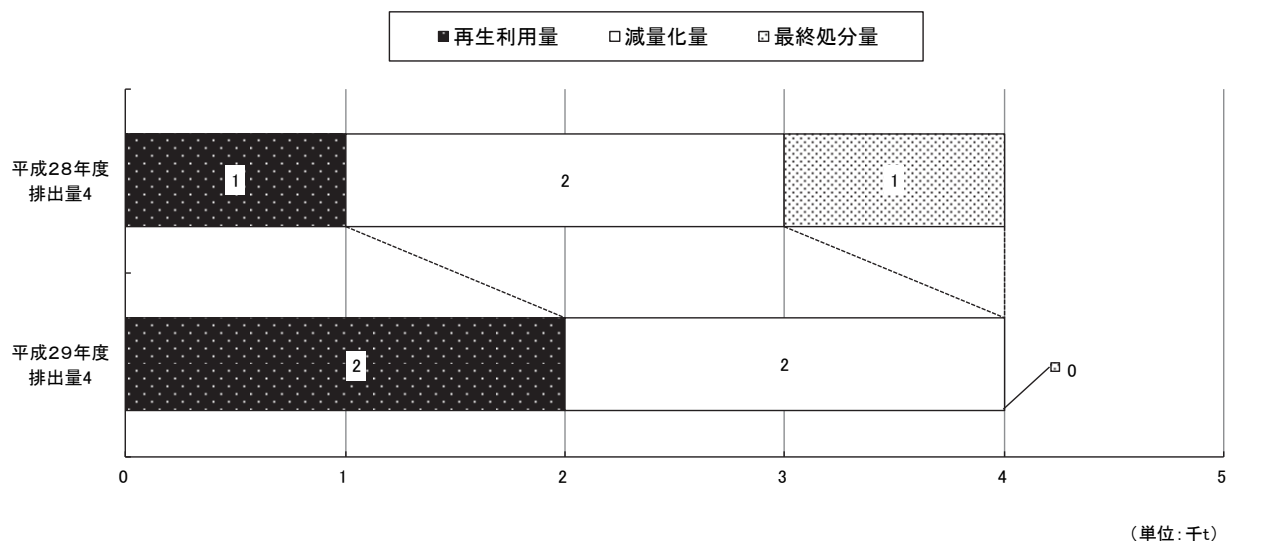 再生利用量 減量化量 最終処分量
平成28年度
排出量4
1 2 1
平成29年度
排出量4
2 2 0
0 1 2 3 4 5
（単位：千t）